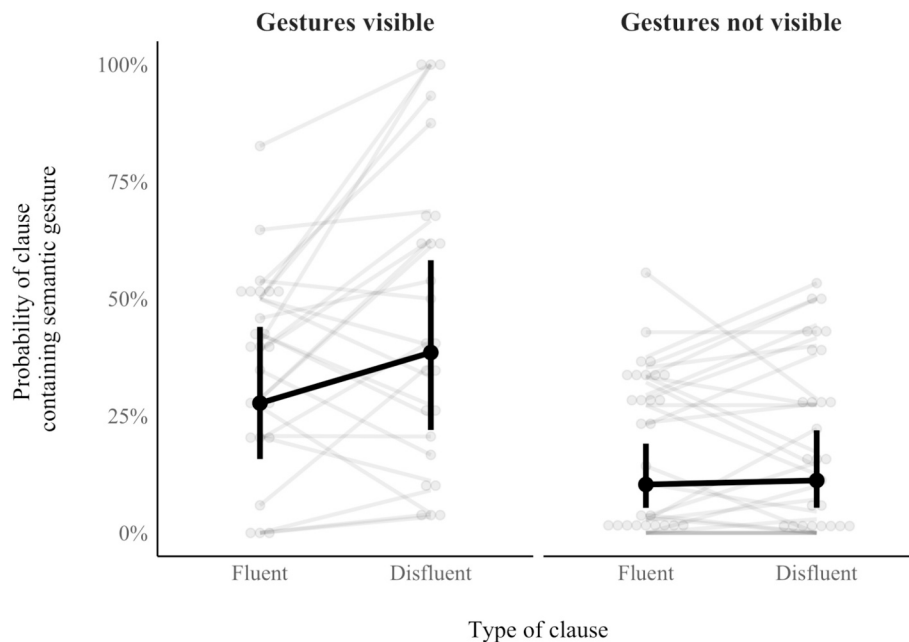 Gestures visible
Gestures not visible
Probability of clause
containing semantic gesture
100%
75%
50%
25%
0%
Fluent
Disfluent
Fluent
Disfluent
Type of clause